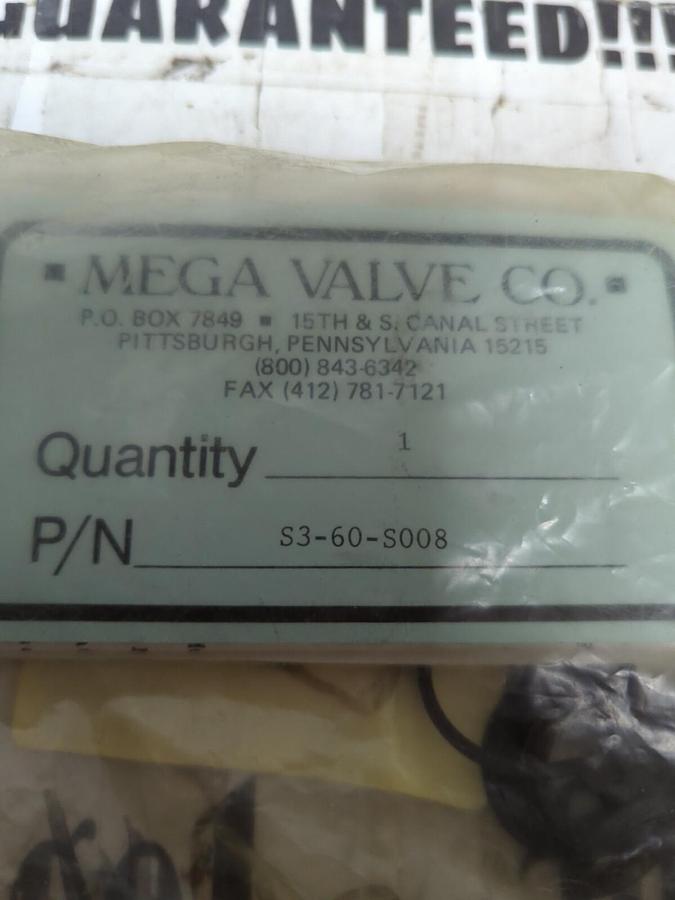 GUARANTEED!!!
▪ MEGA VALVE CO. ▪
P.O. BOX 7849 ▪ 15TH & S. CANAL STREET
PITTSBURGH, PENNSYLVANIA 15215
(800) 843-6342
FAX (412) 781-7121
Quantity 1
P/N S3-60-S008